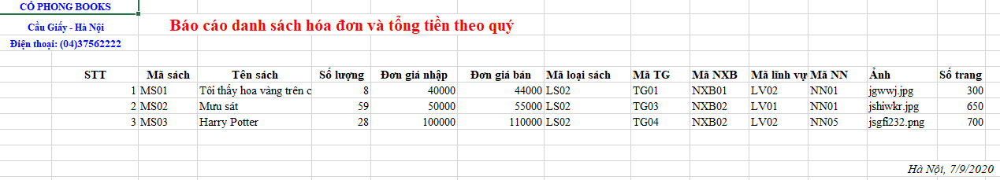 CỔ PHONG BOOKS
Cầu Giấy - Hà Nội
Báo cáo danh sách hóa đơn và tổng tiền theo quý
Điện thoại: (04)37562222
STT Mã sách Tên sách Số lượng Đơn giá nhập Đơn giá bán Mã loại sách Mã TG Mã NXB Mã lĩnh vự Mã NN Ảnh Số trang
1 MS01 Tôi thấy hoa vàng trên c 8 40000 44000 LS02 TG01 NXB01 LV02 NN01 jgwwj.jpg 300
2 MS02 Mưu sát 59 50000 55000 LS02 TG03 NXB02 LV01 NN01 jshiwkr.jpg 650
3 MS03 Harry Potter 28 100000 110000 LS02 TG04 NXB02 LV02 NN05 jsgfi232.png 700
Hà Nội, 7/9/2020